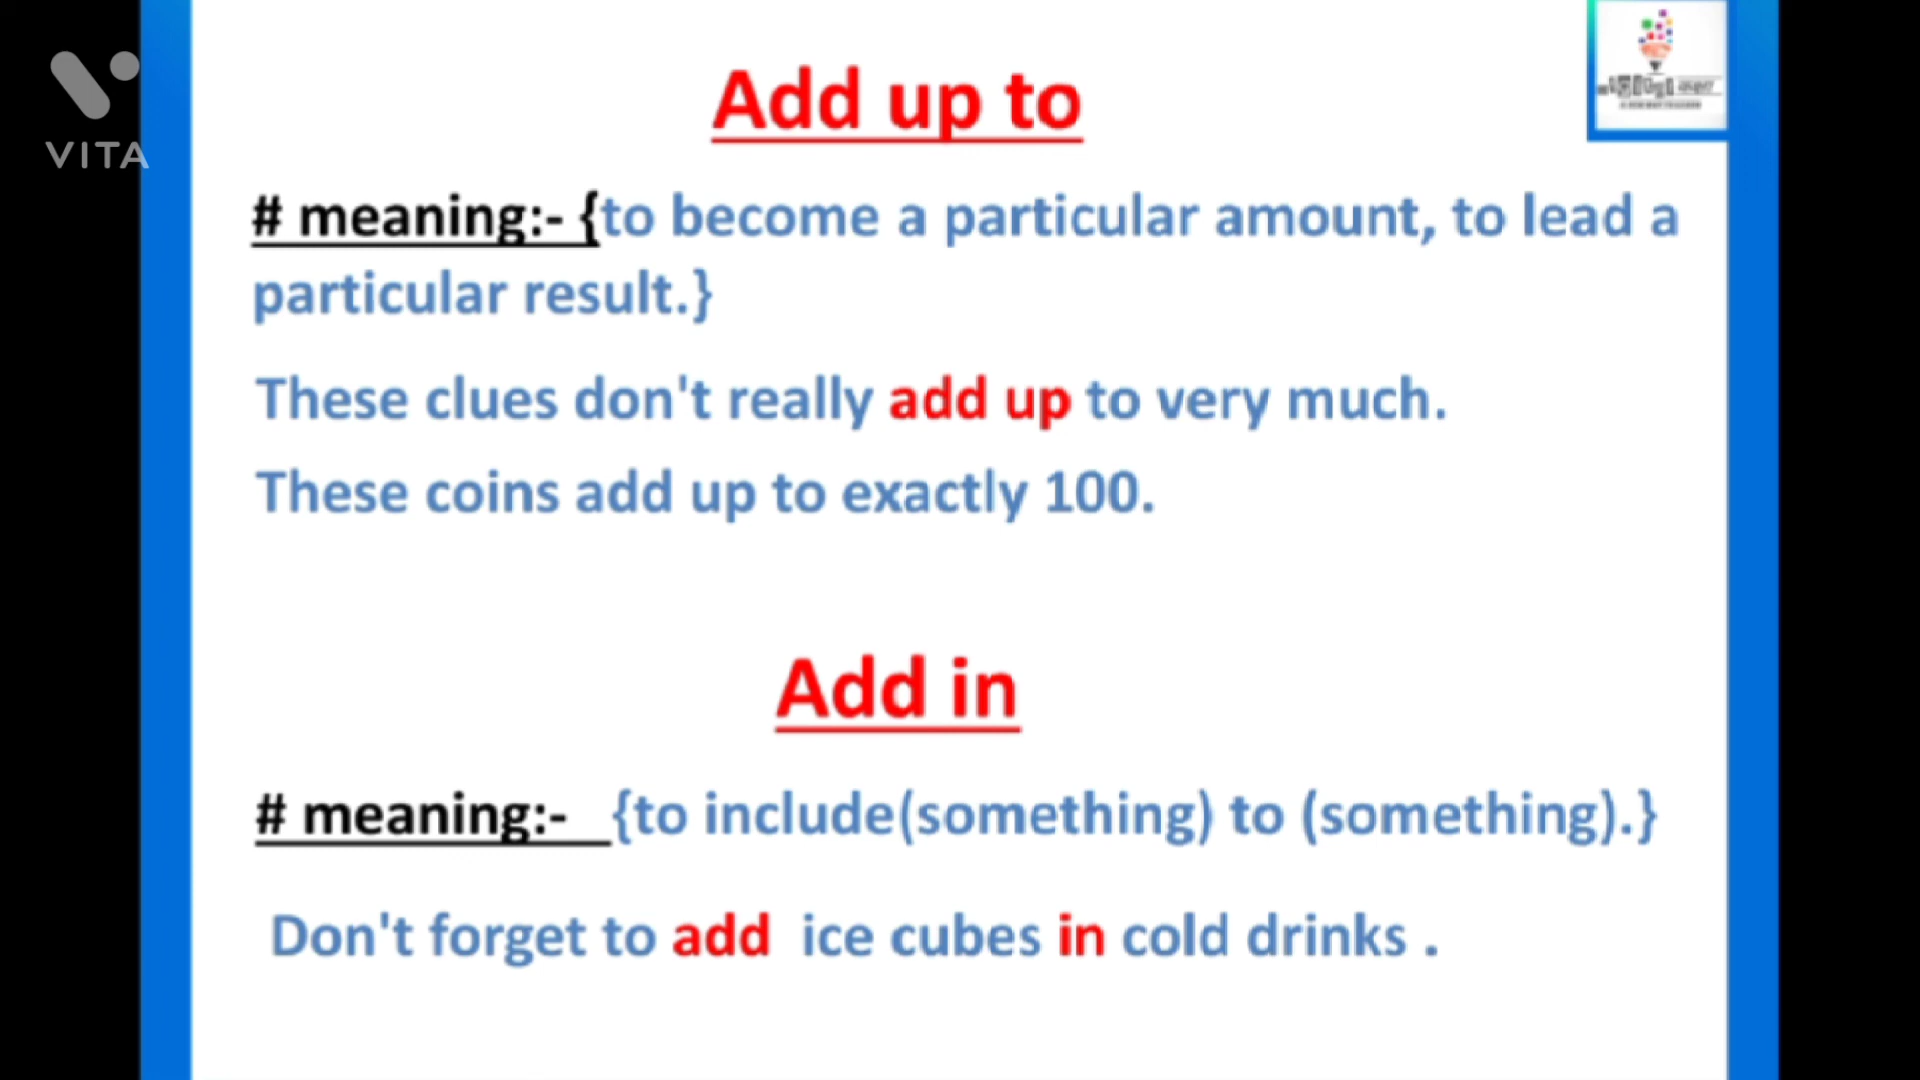 VITA
Add up to
# meaning:- {to become a particular amount, to lead a
particular result.}
These clues don't really add up to very much.
These coins add up to exactly 100.
Add in
# meaning:- {to include(something) to (something).}
Don't forget to add ice cubes in cold drinks .